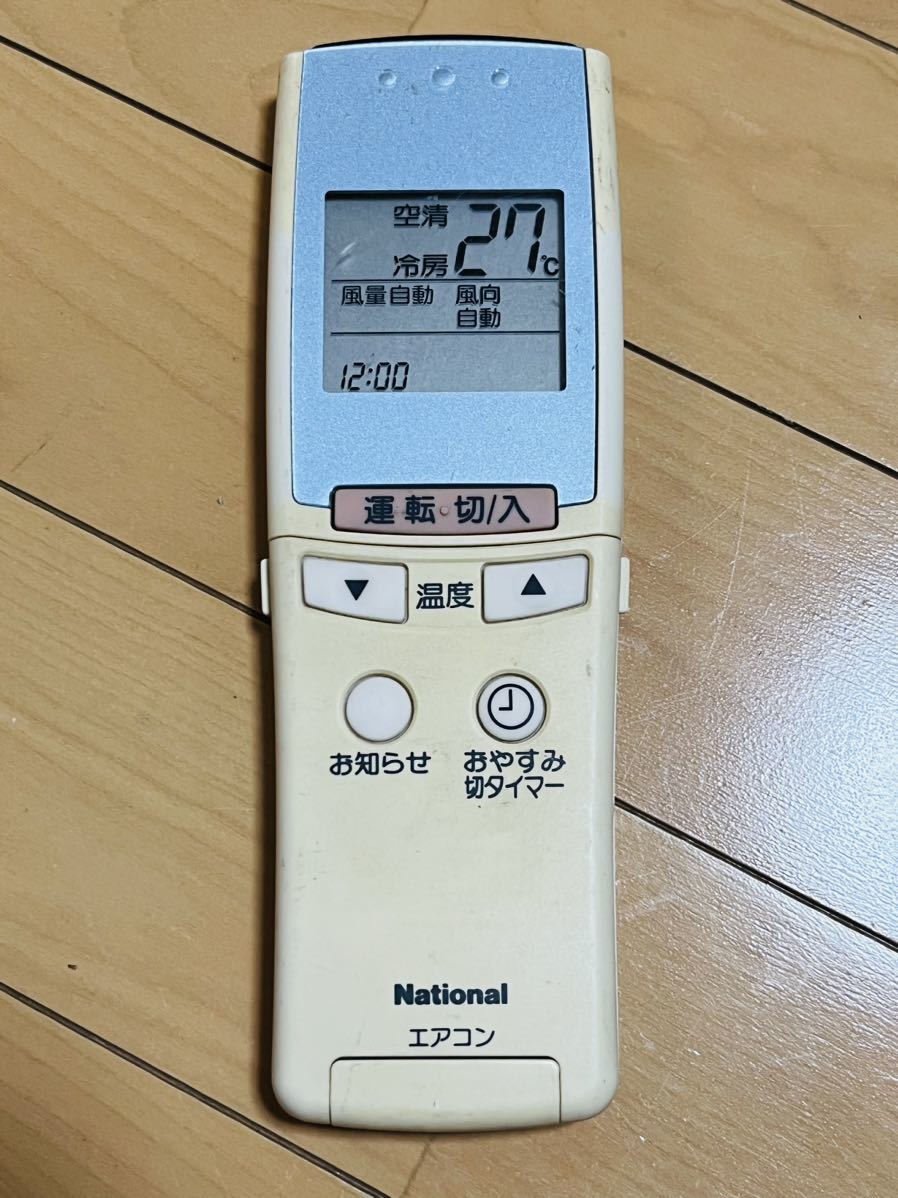 空清 27℃
冷房
風量自動 風向
自動
12:00
運転 切/入
▼ 温度 ▲
お知らせ おやすみ
切タイマー
National
エアコン